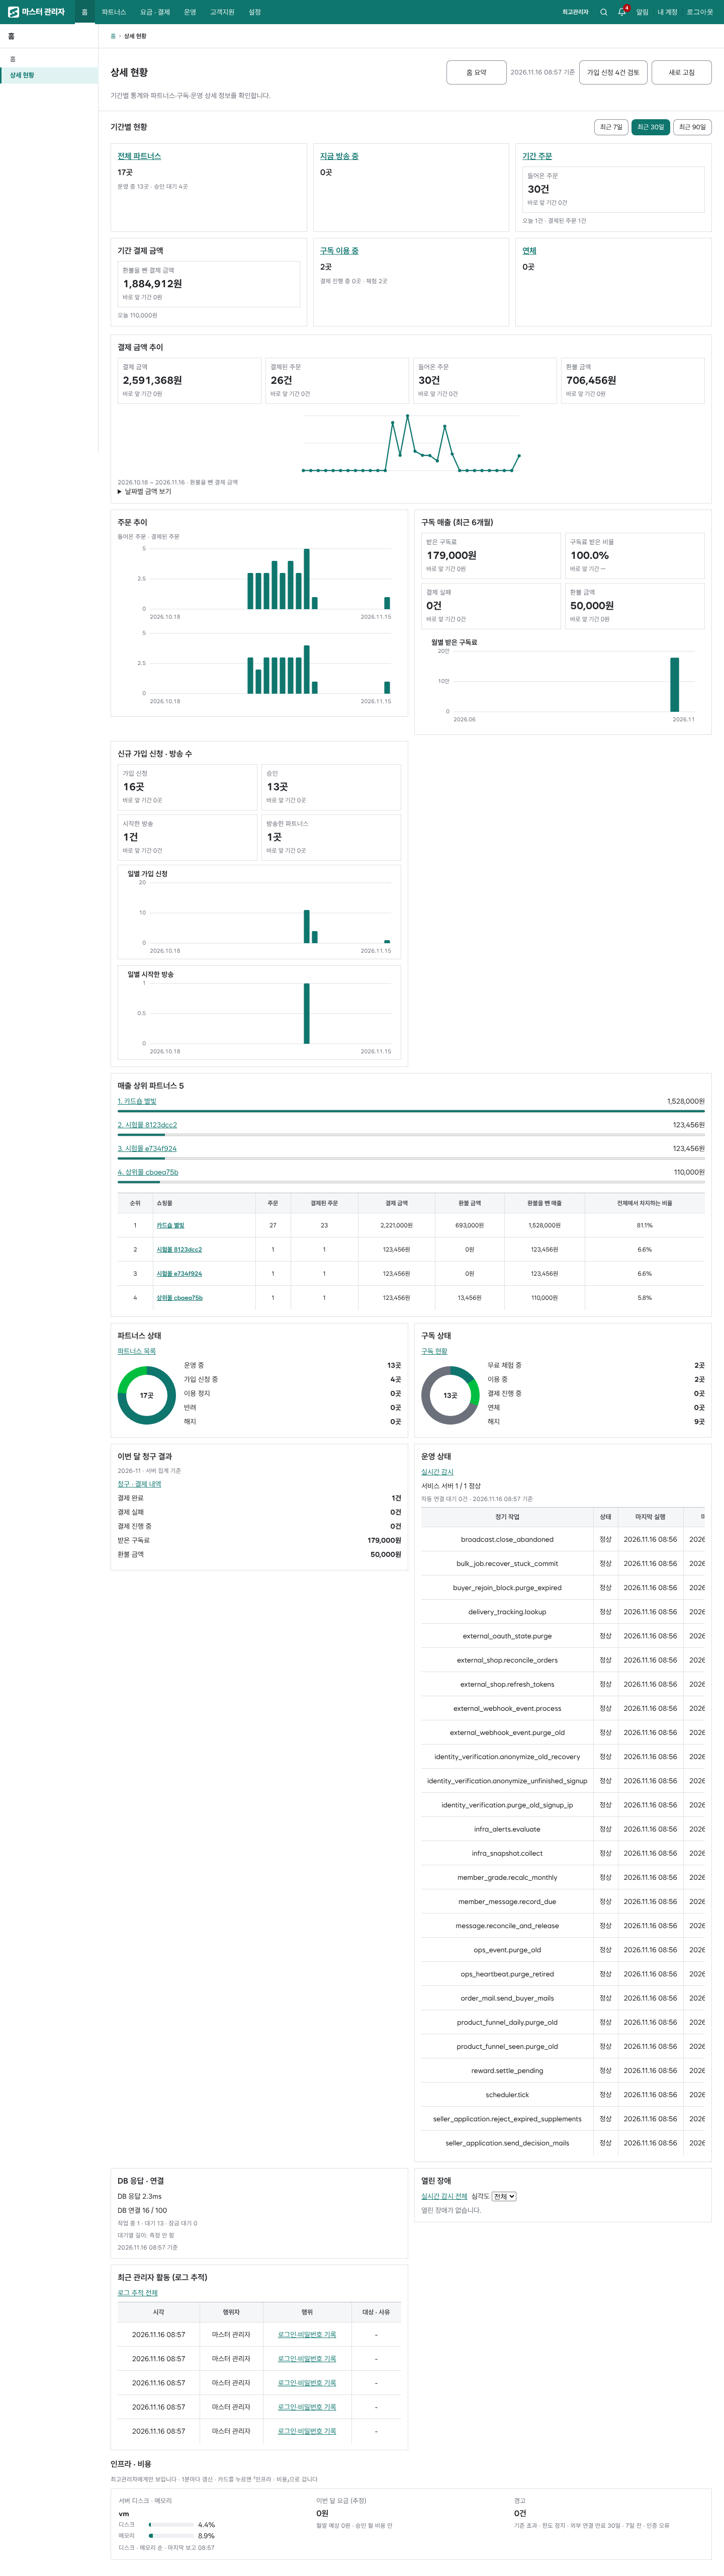 마스터 관리자 홈 파트너스 요금 · 결제 운영 고객지원 설정 최고관리자 4 알림 내 계정 로그아웃
홈
홈
상세 현황
홈 › 상세 현황
상세 현황
홈 요약 2026.11.16 08:57 기준 가입 신청 4건 검토 새로 고침
기간별 통계와 파트너스·구독·운영 상세 정보를 확인합니다.
기간별 현황 최근 7일 최근 30일 최근 90일
전체 파트너스
17곳
운영 중 13곳 · 승인 대기 4곳
지금 방송 중
0곳
기간 주문
들어온 주문
30건
바로 앞 기간 0건
오늘 1건 · 결제된 주문 1건
기간 결제 금액
환불을 뺀 결제 금액
1,884,912원
바로 앞 기간 0원
오늘 110,000원
구독 이용 중
2곳
결제 진행 중 0곳 · 체험 2곳
연체
0곳
결제 금액 추이
결제 금액
2,591,368원
바로 앞 기간 0원
결제된 주문
26건
바로 앞 기간 0건
들어온 주문
30건
바로 앞 기간 0건
환불 금액
706,456원
바로 앞 기간 0원
2026.10.18 ~ 2026.11.16 · 환불을 뺀 결제 금액
▶ 날짜별 금액 보기
주문 추이
들어온 주문 · 결제된 주문
5
2.5
0
2026.10.18 2026.11.15
5
2.5
0
2026.10.18 2026.11.15
구독 매출 (최근 6개월)
받은 구독료
179,000원
바로 앞 기간 0원
구독료 받은 비율
100.0%
바로 앞 기간 —
결제 실패
0건
바로 앞 기간 0건
환불 금액
50,000원
바로 앞 기간 0원
월별 받은 구독료
20만
10만
0
2026.06 2026.11
신규 가입 신청 · 방송 수
가입 신청
16곳
바로 앞 기간 0곳
승인
13곳
바로 앞 기간 0곳
시작한 방송
1건
바로 앞 기간 0건
방송한 파트너스
1곳
바로 앞 기간 0곳
일별 가입 신청
20
10
0
2026.10.18 2026.11.15
일별 시작한 방송
1
0.5
0
2026.10.18 2026.11.15
매출 상위 파트너스 5
1. 카드숍 별빛 1,528,000원
2. 시험몰 8123dcc2 123,456원
3. 시험몰 e734f924 123,456원
4. 상위몰 cbaea75b 110,000원
순위 쇼핑몰 주문 결제된 주문 결제 금액 환불 금액 환불을 뺀 매출 전체에서 차지하는 비율
1 카드숍 별빛 27 23 2,221,000원 693,000원 1,528,000원 81.1%
2 시험몰 8123dcc2 1 1 123,456원 0원 123,456원 6.6%
3 시험몰 e734f924 1 1 123,456원 0원 123,456원 6.6%
4 상위몰 cbaea75b 1 1 123,456원 13,456원 110,000원 5.8%
파트너스 상태
파트너스 목록
17곳
운영 중 13곳
가입 신청 중 4곳
이용 정지 0곳
반려 0곳
해지 0곳
구독 상태
구독 현황
13곳
무료 체험 중 2곳
이용 중 2곳
결제 진행 중 0곳
연체 0곳
해지 9곳
이번 달 청구 결과
2026-11 · 서버 집계 기준
청구 · 결제 내역
결제 완료 1건
결제 실패 0건
결제 진행 중 0건
받은 구독료 179,000원
환불 금액 50,000원
운영 상태
실시간 감시
서비스 서버 1 / 1 정상
자동 연결 대기 0건 · 2026.11.16 08:57 기준
정기 작업 상태 마지막 실행
broadcast.close_abandoned 정상 2026.11.16 08:56 2026
bulk_job.recover_stuck_commit 정상 2026.11.16 08:56 2026
buyer_rejoin_block.purge_expired 정상 2026.11.16 08:56 2026
delivery_tracking.lookup 정상 2026.11.16 08:56 2026
external_oauth_state.purge 정상 2026.11.16 08:56 2026
external_shop.reconcile_orders 정상 2026.11.16 08:56 2026
external_shop.refresh_tokens 정상 2026.11.16 08:56 2026
external_webhook_event.process 정상 2026.11.16 08:56 2026
external_webhook_event.purge_old 정상 2026.11.16 08:56 2026
identity_verification.anonymize_old_recovery 정상 2026.11.16 08:56 2026
identity_verification.anonymize_unfinished_signup 정상 2026.11.16 08:56 2026
identity_verification.purge_old_signup_ip 정상 2026.11.16 08:56 2026
infra_alerts.evaluate 정상 2026.11.16 08:56 2026
infra_snapshot.collect 정상 2026.11.16 08:56 2026
member_grade.recalc_monthly 정상 2026.11.16 08:56 2026
member_message.record_due 정상 2026.11.16 08:56 2026
message.reconcile_and_release 정상 2026.11.16 08:56 2026
ops_event.purge_old 정상 2026.11.16 08:56 2026
ops_heartbeat.purge_retired 정상 2026.11.16 08:56 2026
order_mail.send_buyer_mails 정상 2026.11.16 08:56 2026
product_funnel_daily.purge_old 정상 2026.11.16 08:56 2026
product_funnel_seen.purge_old 정상 2026.11.16 08:56 2026
reward.settle_pending 정상 2026.11.16 08:56 2026
scheduler.tick 정상 2026.11.16 08:56 2026
seller_application.reject_expired_supplements 정상 2026.11.16 08:56 2026
seller_application.send_decision_mails 정상 2026.11.16 08:56 2026
DB 응답 · 연결
DB 응답 2.3ms
DB 연결 16 / 100
작업 중 1 · 대기 13 · 잠금 대기 0
대기열 길이: 측정 안 함
2026.11.16 08:57 기준
열린 장애
실시간 감시 전체 심각도 전체
열린 장애가 없습니다.
최근 관리자 활동 (로그 추적)
로그 추적 전체
시각 행위자 행위 대상 · 사유
2026.11.16 08:57 마스터 관리자 로그인·비밀번호 기록 -
2026.11.16 08:57 마스터 관리자 로그인·비밀번호 기록 -
2026.11.16 08:57 마스터 관리자 로그인·비밀번호 기록 -
2026.11.16 08:57 마스터 관리자 로그인·비밀번호 기록 -
2026.11.16 08:57 마스터 관리자 로그인·비밀번호 기록 -
인프라 · 비용
최고관리자에게만 보입니다 · 1분마다 갱신 · 카드를 누르면 「인프라 · 비용」으로 갑니다
서버 디스크 · 메모리
vm
디스크 4.4%
메모리 8.9%
디스크 · 메모리 순 · 마지막 보고 08:57
이번 달 요금 (추정)
0원
월말 예상 0원 · 승인 월 비용 안
경고
0건
기준 초과 · 한도 정지 · 외부 연결 만료 30일 · 7일 전 · 인증 오류